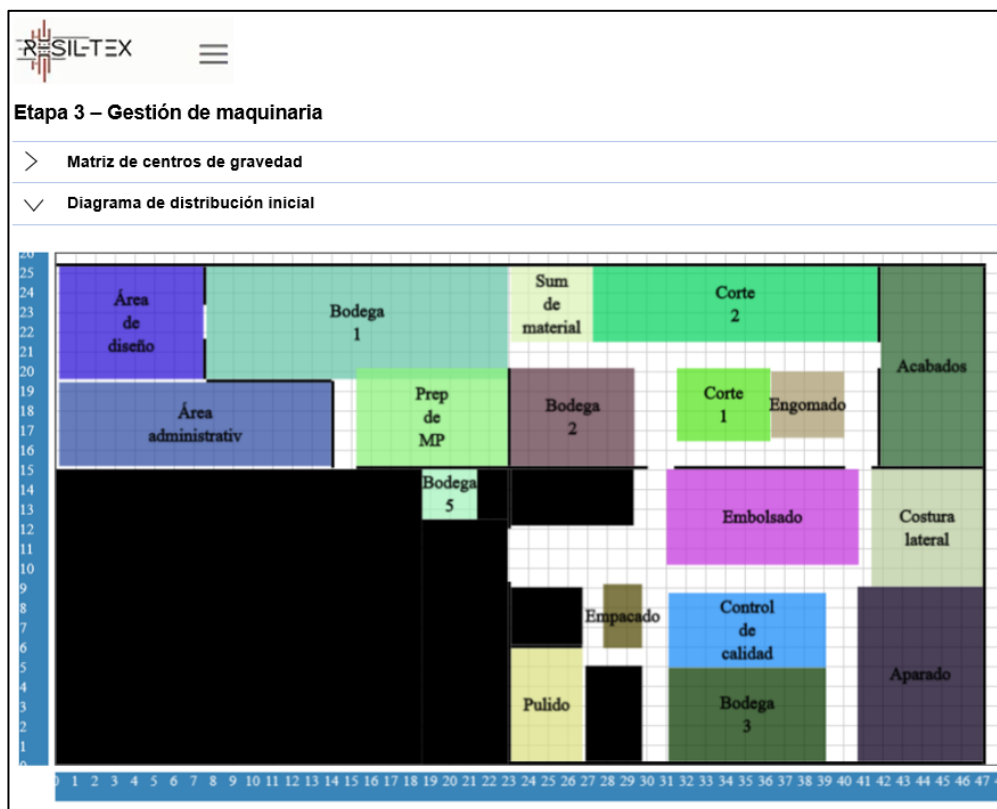 RESIL-TEX
Etapa 3 – Gestión de maquinaria
Matriz de centros de gravedad
Diagrama de distribución inicial
26
25
24
23
22
21
20
19
18
17
16
15
14
13
12
11
10
9
8
7
6
5
4
3
2
1
0
Área
de
diseño
Bodega
1
Sum
de
material
Corte
2
Acabados
Área
administrativ
Prep
de
MP
Bodega
2
Corte
1
Engomado
Bodega
5
Embolsado
Costura
lateral
Empacado
Control
de
calidad
Pulido
Bodega
3
Aparado
0 1 2 3 4 5 6 7 8 9 10 11 12 13 14 15 16 17 18 19 20 21 22 23 24 25 26 27 28 29 30 31 32 33 34 35 36 37 38 39 40 41 42 43 44 45 46 47